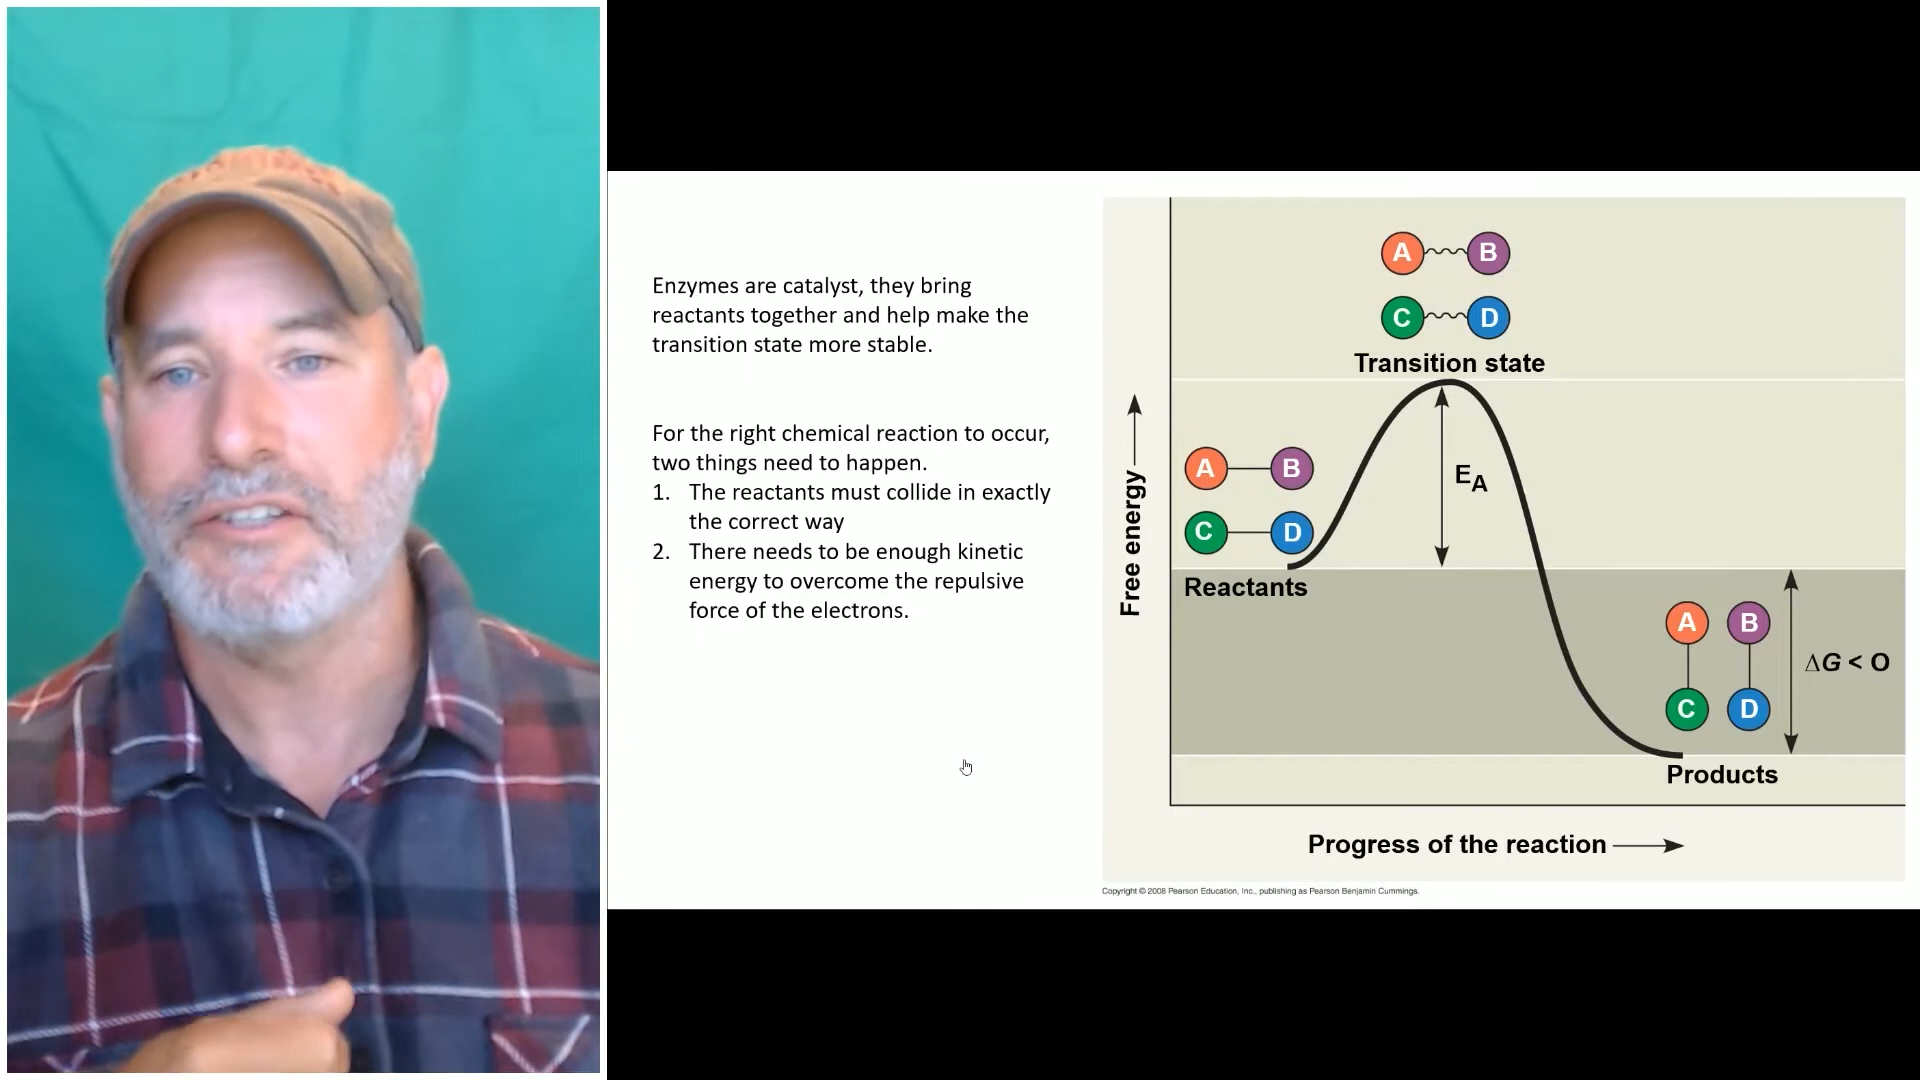 Enzymes are catalyst, they bring
reactants together and help make the
transition state more stable.
For the right chemical reaction to occur,
two things need to happen.
1. The reactants must collide in exactly
the correct way
2. There needs to be enough kinetic
energy to overcome the repulsive
force of the electrons.
A B
C D
Transition state
A B
C D
Reactants
EA
Free energy
A B
C D
ΔG < O
Products
Progress of the reaction
Copyright © 2008 Pearson Education, Inc., publishing as Pearson Benjamin Cummings.